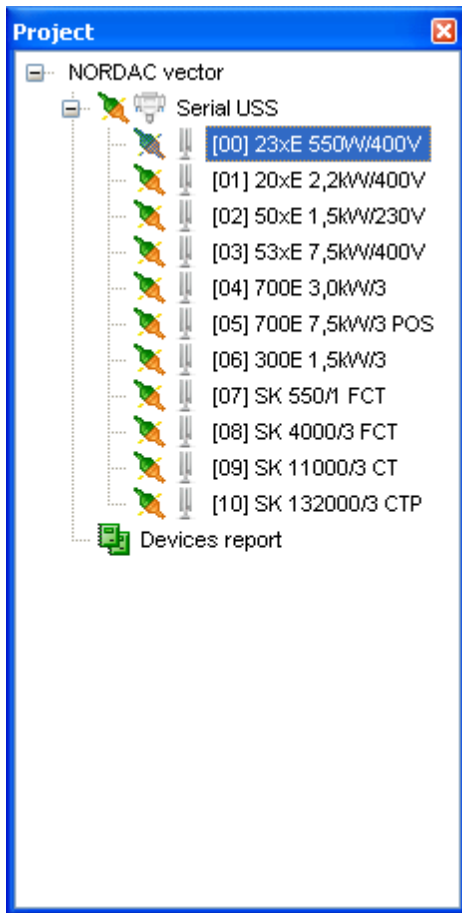 Project
NORDAC vector
Serial USS
[00] 23xE 550W/400V
[01] 20xE 2,2kW/400V
[02] 50xE 1,5kW/230V
[03] 53xE 7,5kW/400V
[04] 700E 3,0kW/3
[05] 700E 7,5kW/3 POS
[06] 300E 1,5kW/3
[07] SK 550/1 FCT
[08] SK 4000/3 FCT
[09] SK 11000/3 CT
[10] SK 132000/3 CTP
Devices report